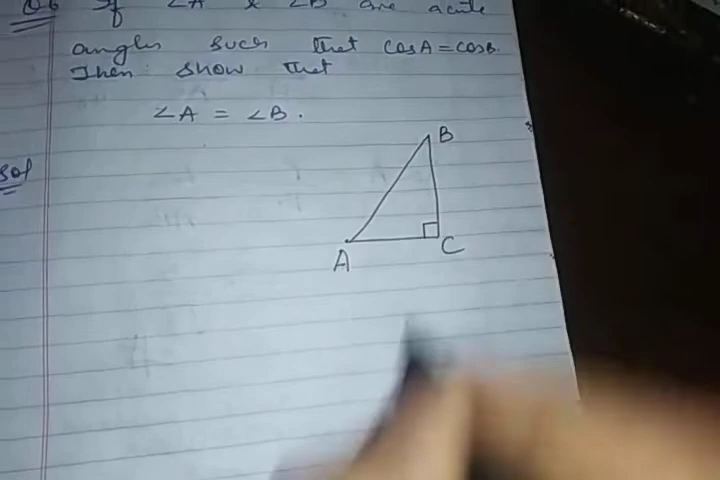 Q6 If ∠A & ∠B are acute
angles such that cosA = cosB.
Then show that
∠A = ∠B.
Sol
B
A
C